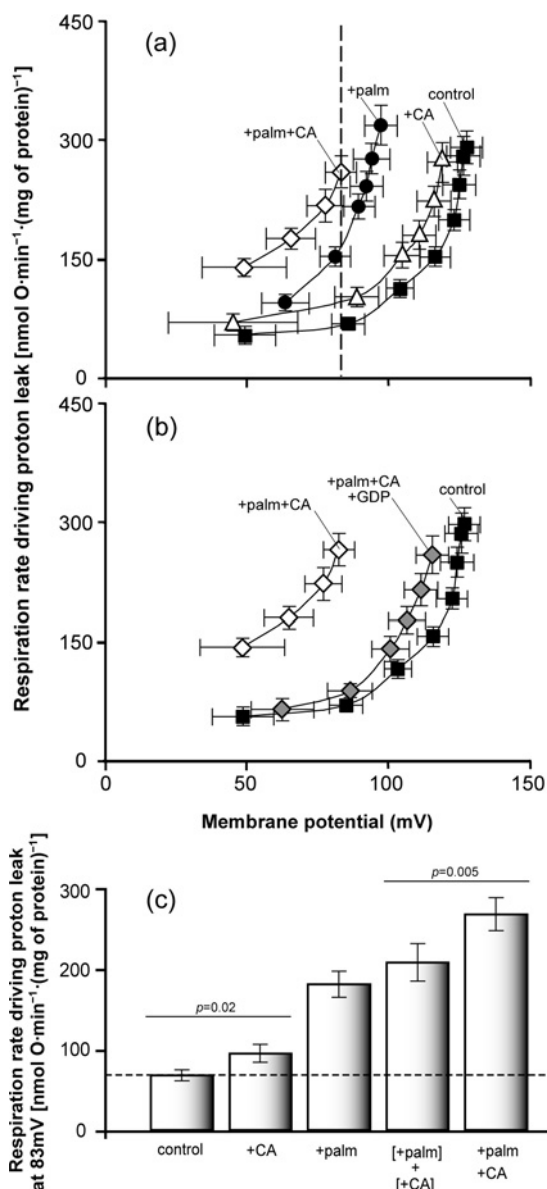 450
(a)
control
+palm
+CA
+palm+CA
300
150
0
Respiration rate driving proton leak [nmol O·min⁻¹·(mg of protein)⁻¹]
450
(b)
+palm+CA
+GDP
control
+palm+CA
300
150
0
0 50 100 150
Membrane potential (mV)
Respiration rate driving proton leak
at 83mV [nmol O·min⁻¹·(mg of protein)⁻¹]
300
(c)
p=0.005
200
p=0.02
100
0
control +CA +palm [+palm] +palm
+ +CA
[+CA]